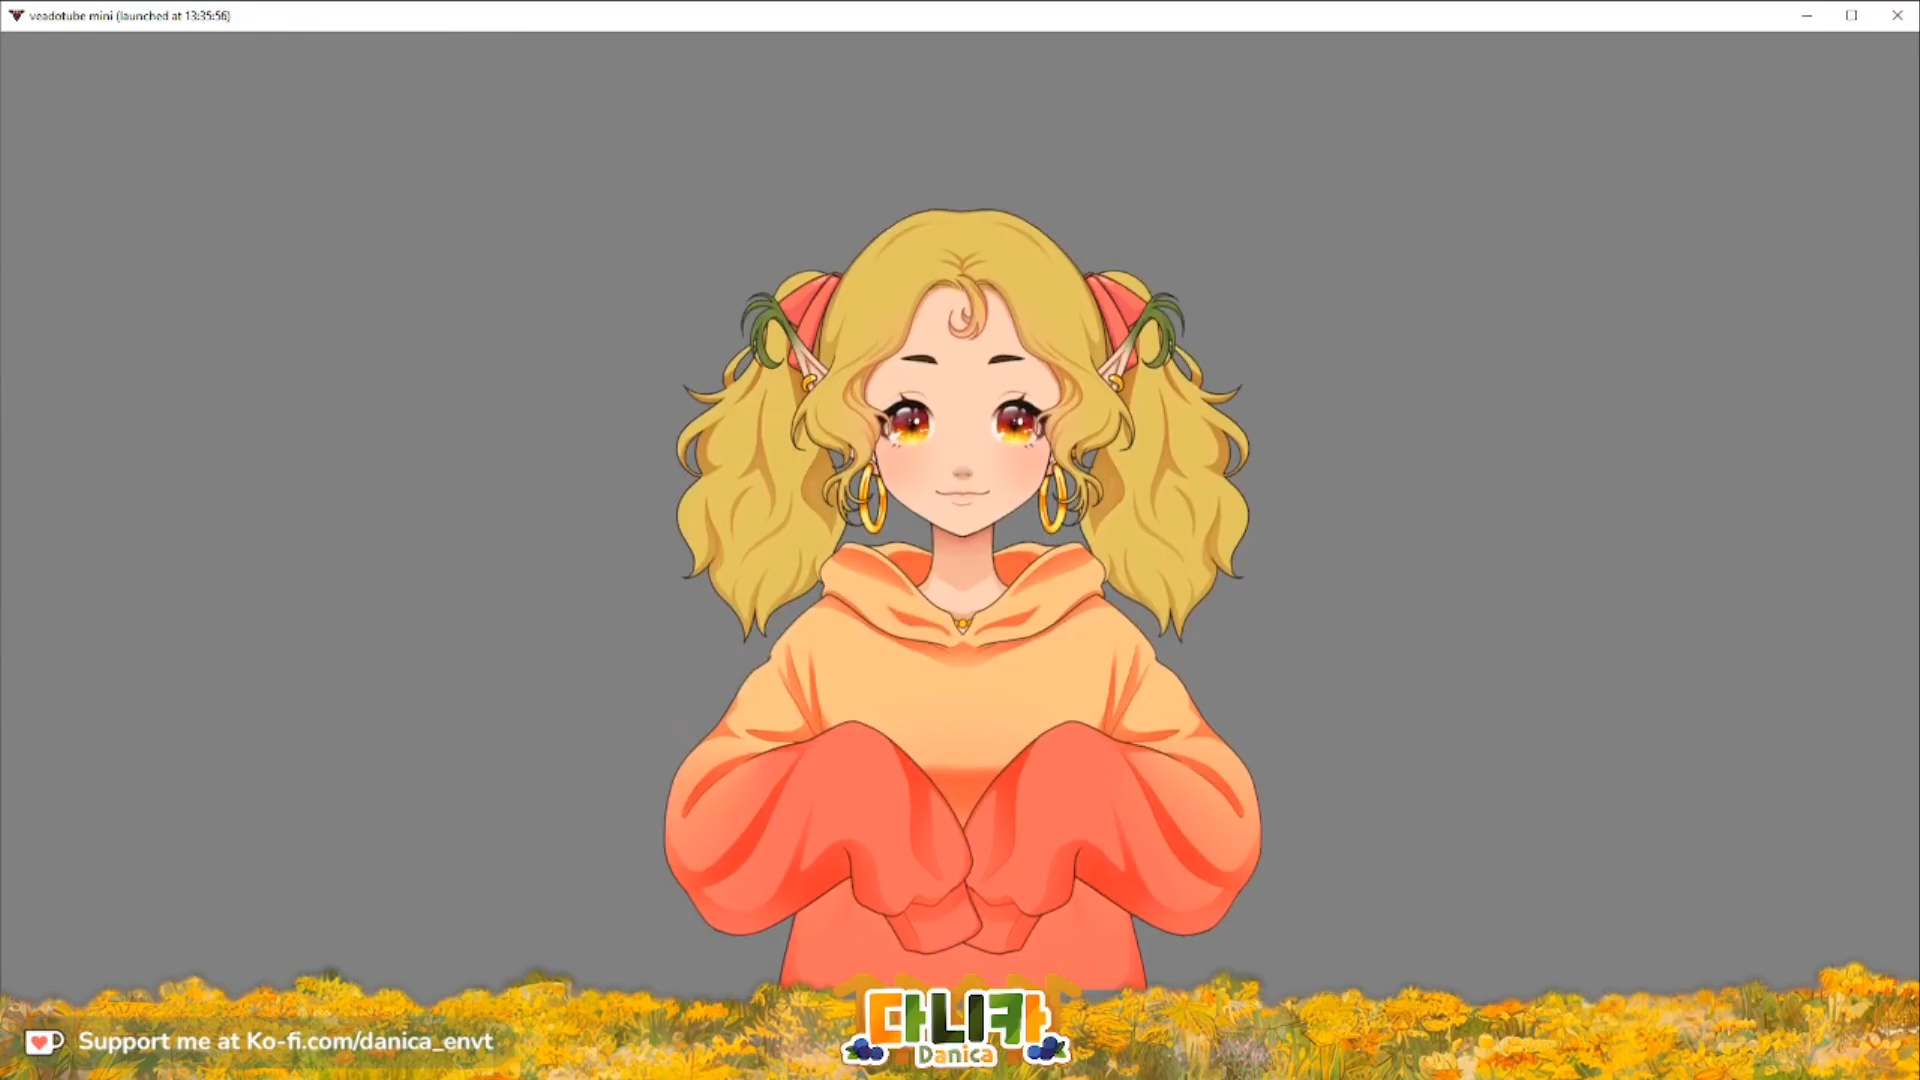 veadotube mini (launched at 13:35:56)
다니카
Danica
Support me at Ko-fi.com/danica_envt